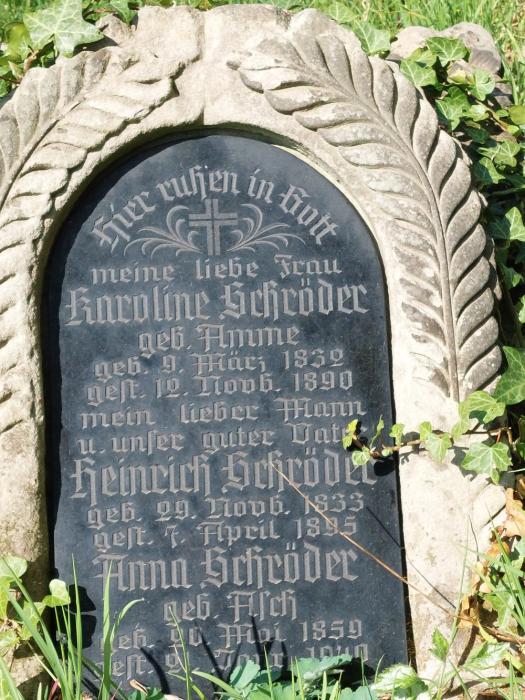 Hier ruhen in Gott
meine liebe Frau
Karoline Schröder
geb. Amme
geb. 9. März 1832
gest. 12. Novb. 1890
mein lieber Mann
u. unser guter Vater
Heinrich Schröder
geb. 29. Novb. 1833
gest. 7. April 1895
Anna Schröder
geb. Asch
geb. Mai 1859
gest. 1940